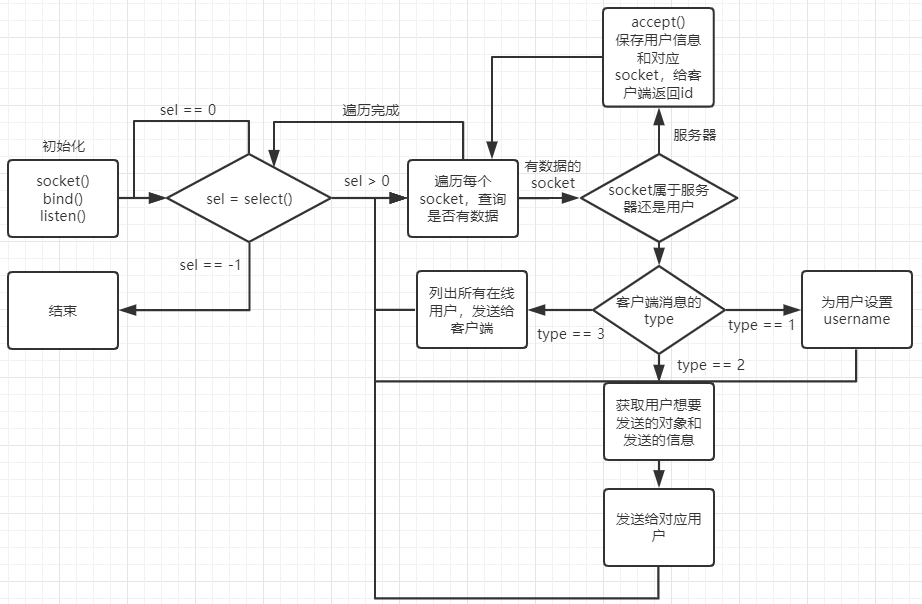 accept()
保存用户信息
和对应
socket，给客
户端返回id
sel == 0
遍历完成
服务器
初始化
socket()
bind()
listen()
sel = select()
sel > 0
遍历每个
socket，查询
是否有数据
有数据的
socket
socket属于服务
器还是用户
sel == -1
结束
列出所有在线
用户，发送给
客户端
type == 3
客户端消息的
type
type == 1
为用户设置
username
type == 2
获取用户想要
发送的对象和
发送的信息
发送给对应用
户